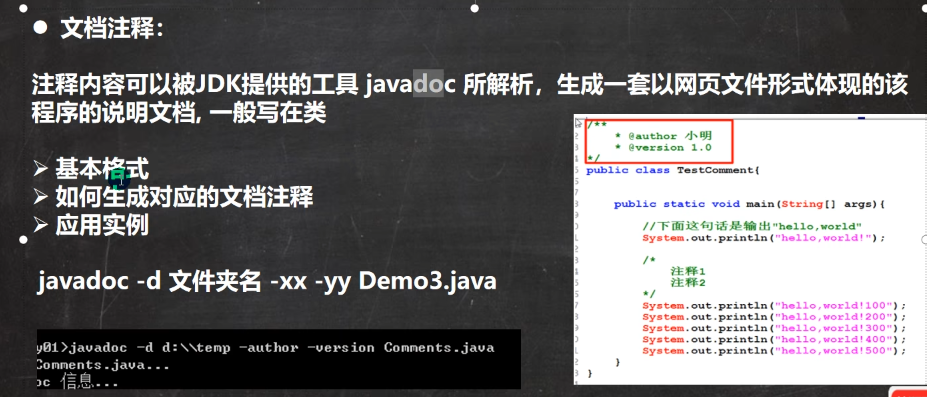 ● 文档注释：
注释内容可以被JDK提供的工具 javadoc 所解析，生成一套以网页文件形式体现的该
程序的说明文档, 一般写在类
➢ 基本格式
➢ 如何生成对应的文档注释
➢ 应用实例
javadoc -d 文件夹名 -xx -yy Demo3.java
y01>javadoc -d d:\\temp -author -version Comments.java
Comments.java...
oc 信息...
/**
* @author 小明
* @version 1.0
*/
public class TestComment{
public static void main(String[] args){
//下面这句话是输出"hello,world"
System.out.println("hello,world!");
/*
注释1
注释2
*/
System.out.println("hello,world!100");
System.out.println("hello,world!200");
System.out.println("hello,world!300");
System.out.println("hello,world!400");
System.out.println("hello,world!500");
}
}